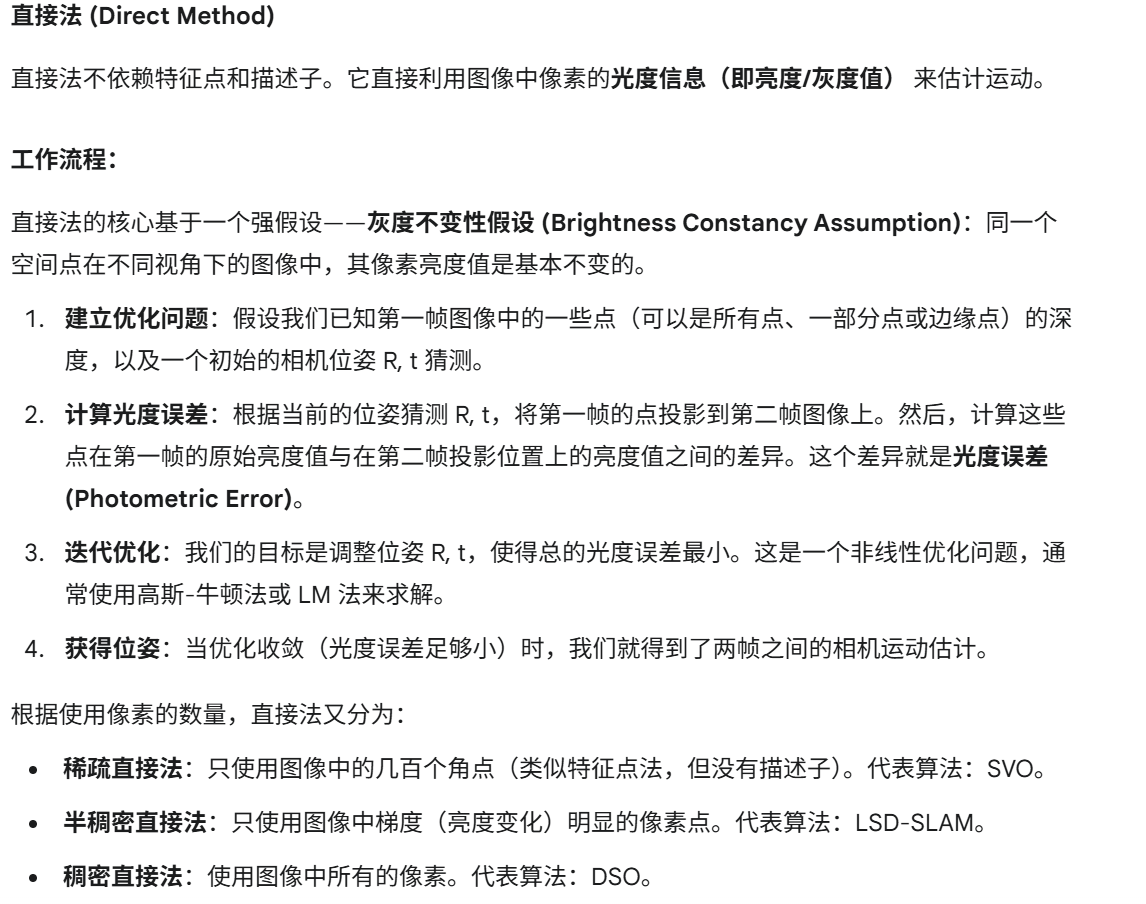 直接法 (Direct Method)
直接法不依赖特征点和描述子。它直接利用图像中像素的光度信息（即亮度/灰度值） 来估计运动。
工作流程：
直接法的核心基于一个强假设——灰度不变性假设 (Brightness Constancy Assumption)：同一个
空间点在不同视角下的图像中，其像素亮度值是基本不变的。
1. 建立优化问题：假设我们已知第一帧图像中的一些点（可以是所有点、一部分点或边缘点）的深
度，以及一个初始的相机位姿 R, t 猜测。
2. 计算光度误差：根据当前的位姿猜测 R, t，将第一帧的点投影到第二帧图像上。然后，计算这些
点在第一帧的原始亮度值与在第二帧投影位置上的亮度值之间的差异。这个差异就是光度误差
(Photometric Error)。
3. 迭代优化：我们的目标是调整位姿 R, t，使得总的光度误差最小。这是一个非线性优化问题，通
常使用高斯-牛顿法或 LM 法来求解。
4. 获得位姿：当优化收敛（光度误差足够小）时，我们就得到了两帧之间的相机运动估计。
根据使用像素的数量，直接法又分为：
• 稀疏直接法：只使用图像中的几百个角点（类似特征点法，但没有描述子）。代表算法：SVO。
• 半稠密直接法：只使用图像中梯度（亮度变化）明显的像素点。代表算法：LSD-SLAM。
• 稠密直接法：使用图像中所有的像素。代表算法：DSO。